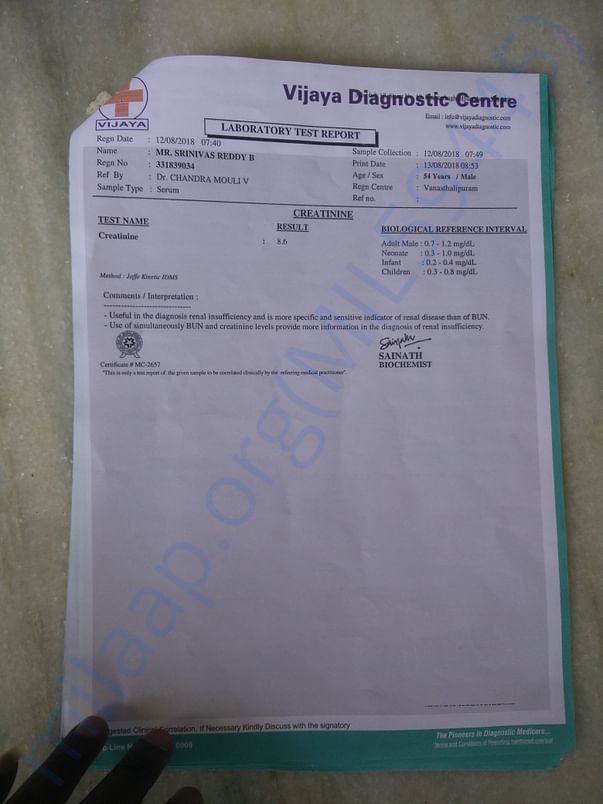 Vijaya Diagnostic Centre
VIJAYA
Email : info@vijayadiagnostic.com
www.vijayadiagnostic.com
LABORATORY TEST REPORT
Regn Date : 12/08/2018 07:40
Name : MR. SRINIVAS REDDY B
Regn No : 331839034
Ref By : Dr. CHANDRA MOULI V
Sample Type : Serum
Sample Collection : 12/08/2018 07:49
Print Date : 13/08/2018 08:53
Age / Sex : 54 Years / Male
Regn Centre : Vanasthalipuram
Ref no. :
CREATININE
TEST NAME RESULT BIOLOGICAL REFERENCE INTERVAL
Creatinine : 8.6
Adult Male : 0.7 - 1.2 mg/dL
Neonate : 0.3 - 1.0 mg/dL
Infant : 0.2 - 0.4 mg/dL
Children : 0.3 - 0.8 mg/dL
Method : Jaffe Kinetic IDMS
Comments / Interpretation :
- Useful in the diagnosis renal insufficiency and is more specific and sensitive indicator of renal disease than of BUN.
- Use of simultaneously BUN and creatinine levels provide more information in the diagnosis of renal insufficiency.
Certificate # MC-2657
"This is only a test report of the given sample to be correlated clinically by the referring medical practitioner".
SAINATH
BIOCHEMIST
Correlation, If Necessary Kindly Discuss with the signatory
The Pioneers in Diagnostic Medicare...
milaap.org(MIL59445)